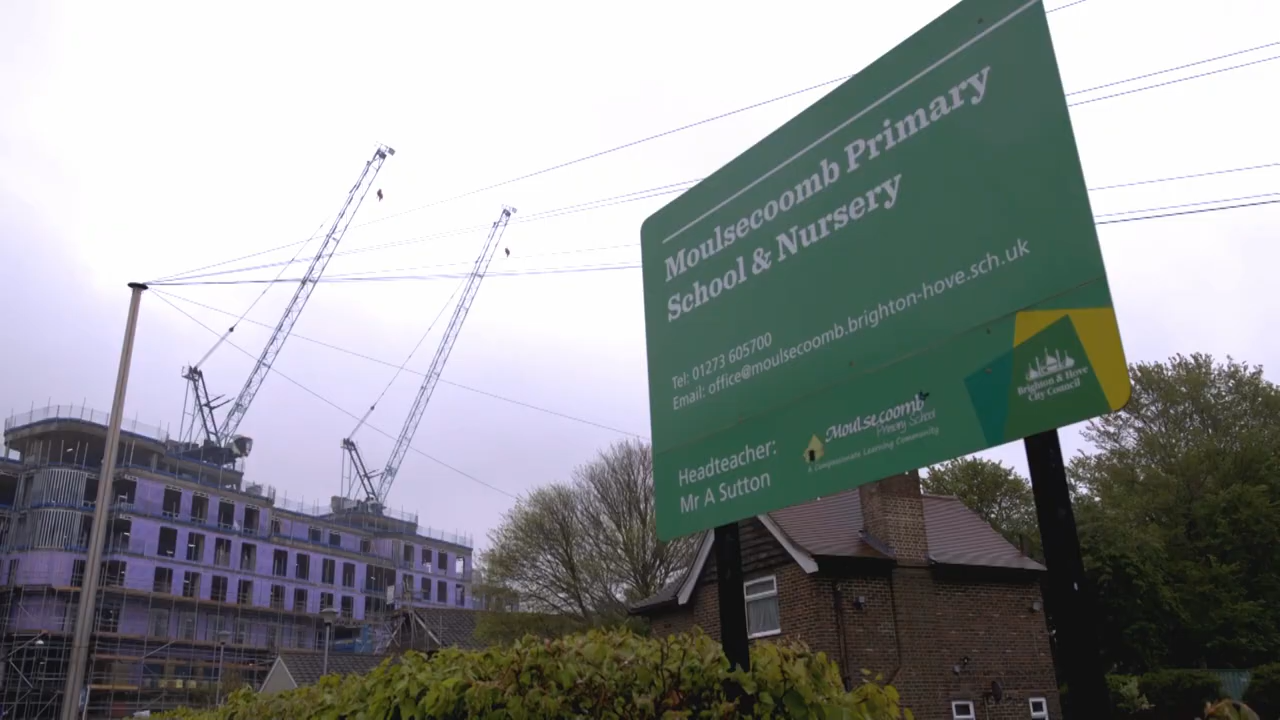 Moulsecoomb Primary
School & Nursery
Tel: 01273 605700
Email: office@moulsecoomb.brighton-hove.sch.uk
Headteacher:
Mr A Sutton
Moulsecoomb
Primary School
A Compassionate Learning Community
Brighton & Hove
City Council